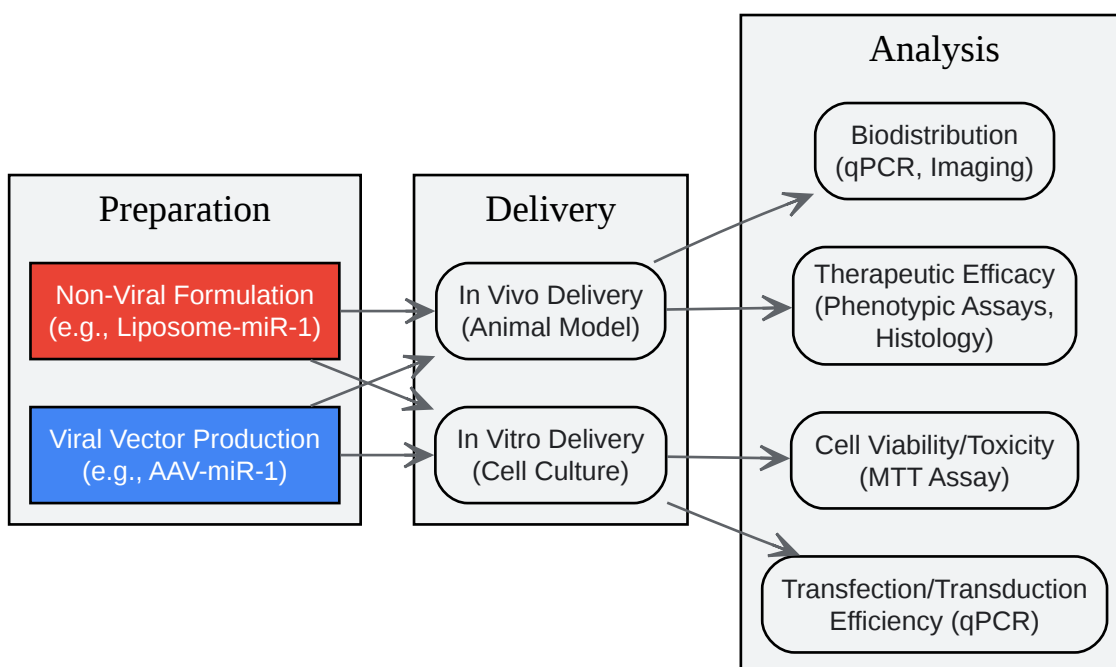 Preparation
Non-Viral Formulation
(e.g., Liposome-miR-1)
Viral Vector Production
(e.g., AAV-miR-1)
Delivery
In Vivo Delivery
(Animal Model)
In Vitro Delivery
(Cell Culture)
Analysis
Biodistribution
(qPCR, Imaging)
Therapeutic Efficacy
(Phenotypic Assays,
Histology)
Cell Viability/Toxicity
(MTT Assay)
Transfection/Transduction
Efficiency (qPCR)